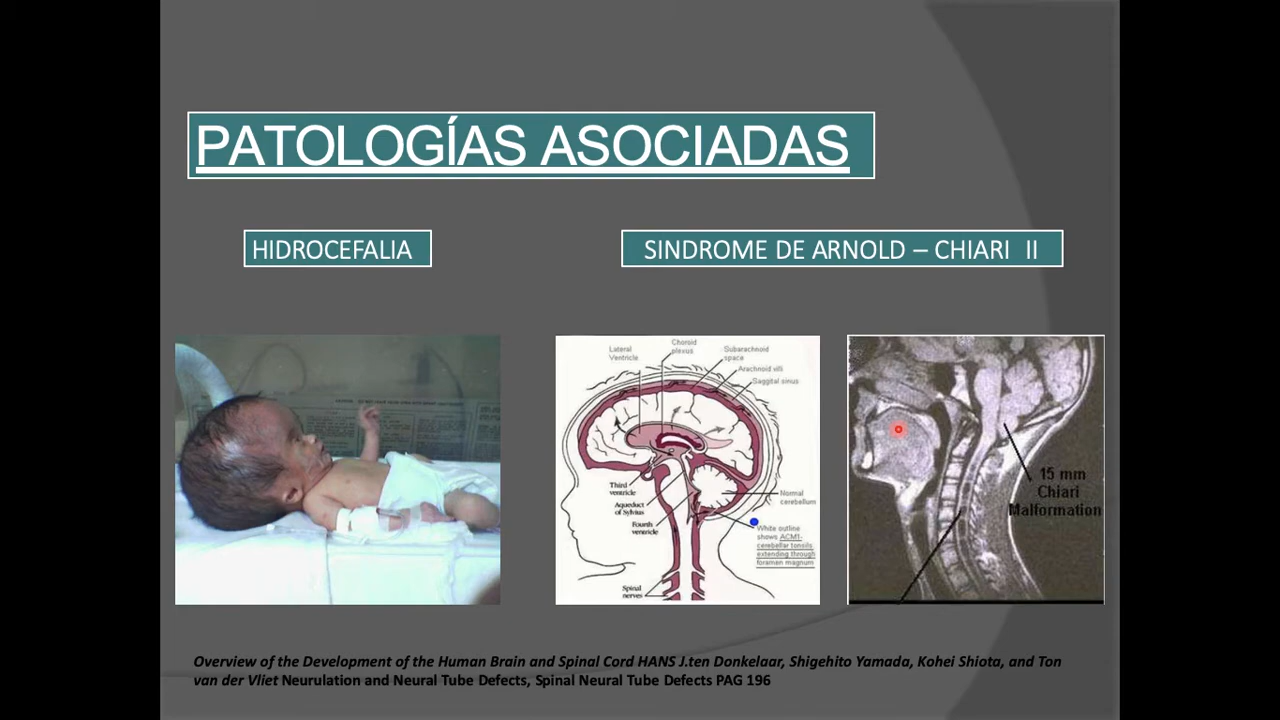 PATOLOGÍAS ASOCIADAS
HIDROCEFALIA
SINDROME DE ARNOLD – CHIARI II
Lateral
Ventricle
Choroid
plexus
Subarachnoid
space
Arachnoid villi
Saggital sinus
Third
ventricle
Aqueduct
of Sylvius
Fourth
ventricle
Spinal
nerves
Normal
cerebellum
White outline
shows ACM1-
cerebellar tonsils
extending through
foramen magnum
15 mm
Chiari
Malformation
Overview of the Development of the Human Brain and Spinal Cord HANS J.ten Donkelaar, Shigehito Yamada, Kohei Shiota, and Ton
van der Vliet Neurulation and Neural Tube Defects, Spinal Neural Tube Defects PAG 196